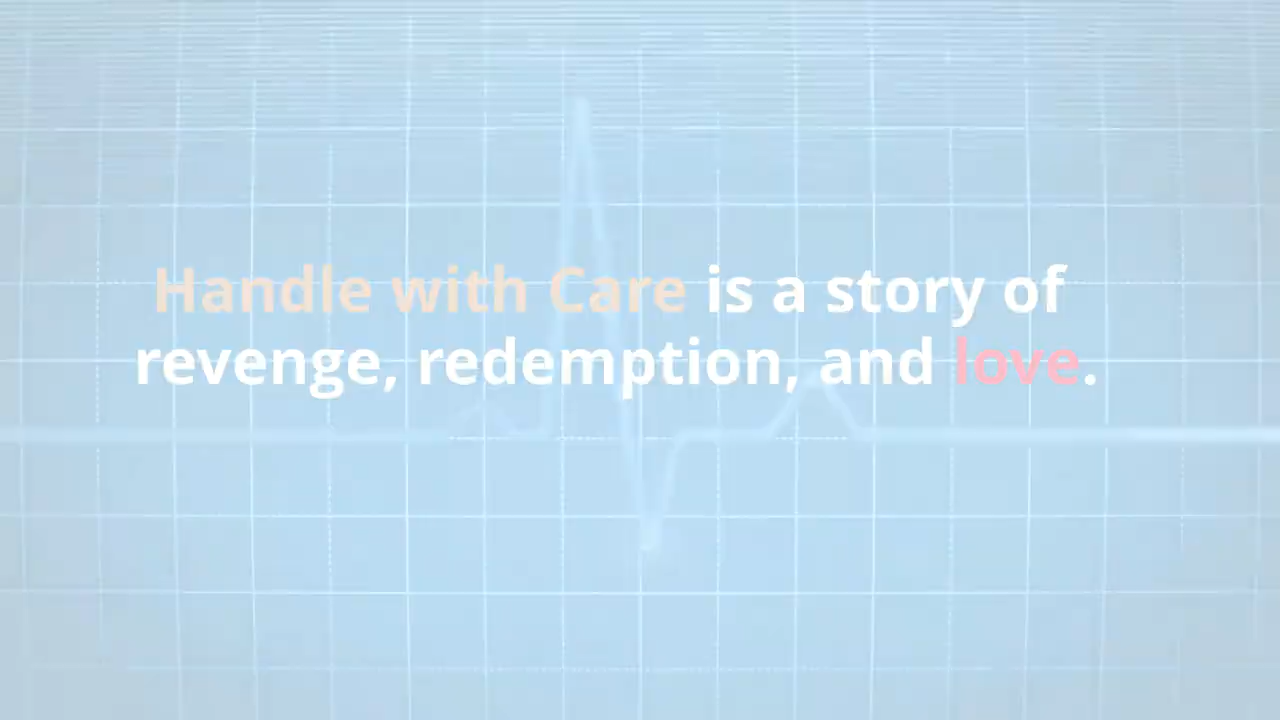 Handle with Care is a story of
revenge, redemption, and love.